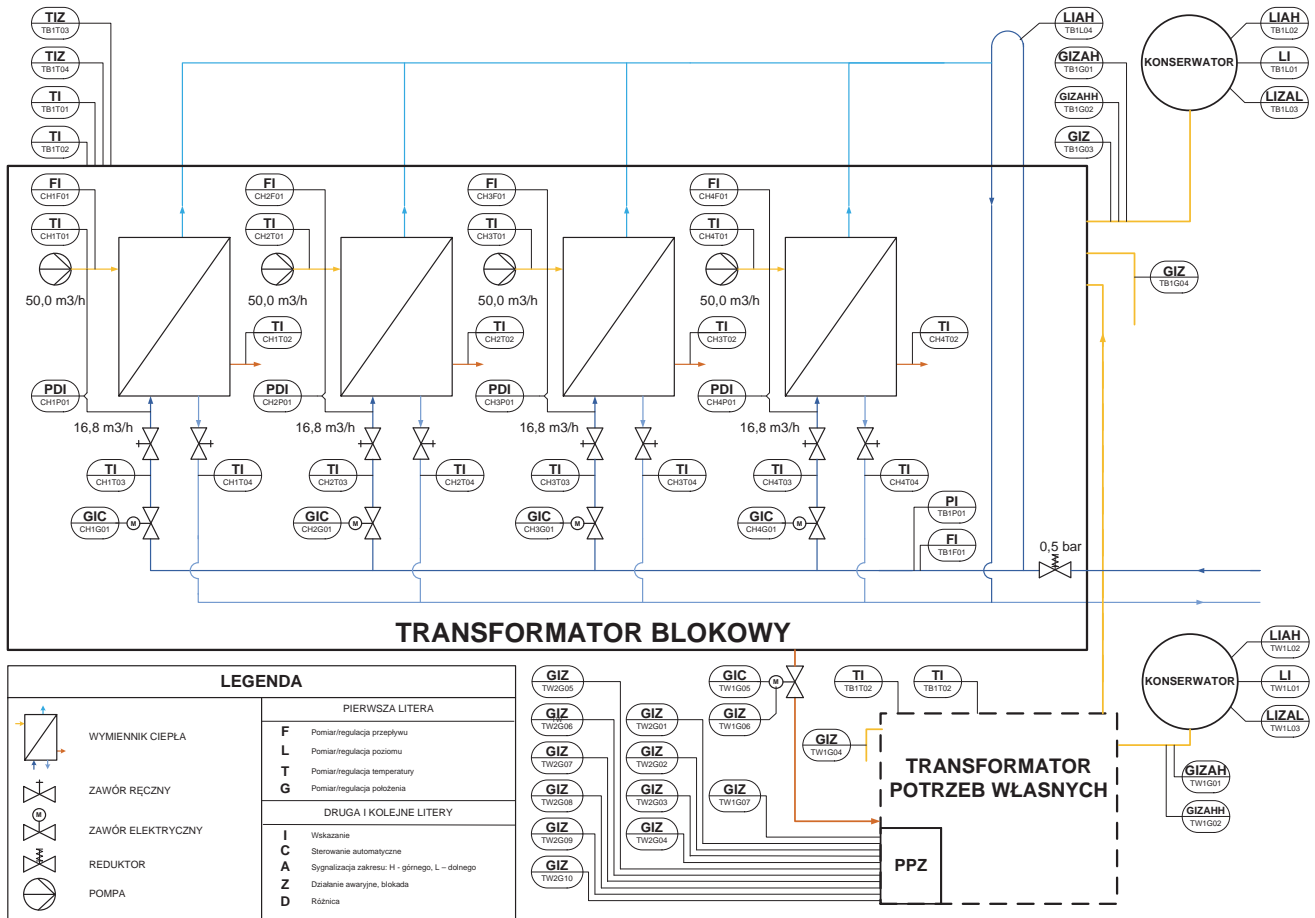 TIZ
TB1T03
TIZ
TB1T04
TI
TB1T01
TI
TB1T02
LIAH
TB1L04
GIZAH
TB1G01
GIZAHH
TB1G02
GIZ
TB1G03
KONSERWATOR
LIAH
TB1L02
LI
TB1L01
LIZAL
TB1L03
GIZ
TB1G04
FI
CH1F01
TI
CH1T01
50,0 m3/h
TI
CH1T02
PDI
CH1P01
16,8 m3/h
TI
CH1T03
TI
CH1T04
GIC
CH1G01
M
FI
CH2F01
TI
CH2T01
50,0 m3/h
TI
CH2T02
PDI
CH2P01
16,8 m3/h
TI
CH2T03
TI
CH2T04
GIC
CH2G01
M
FI
CH3F01
TI
CH3T01
50,0 m3/h
TI
CH3T02
PDI
CH3P01
16,8 m3/h
TI
CH3T03
TI
CH3T04
GIC
CH3G01
M
FI
CH4F01
TI
CH4T01
50,0 m3/h
TI
CH4T02
PDI
CH4P01
16,8 m3/h
TI
CH4T03
TI
CH4T04
GIC
CH4G01
M
PI
TB1P01
FI
TB1F01
0,5 bar
TRANSFORMATOR BLOKOWY
LEGENDA
WYMIENNIK CIEPŁA
ZAWÓR RĘCZNY
M
ZAWÓR ELEKTRYCZNY
REDUKTOR
POMPA
PIERWSZA LITERA
F Pomiar/regulacja przepływu
L Pomiar/regulacja poziomu
T Pomiar/regulacja temperatury
G Pomiar/regulacja położenia
DRUGA I KOLEJNE LITERY
I Wskazanie
C Sterowanie automatyczne
A Sygnalizacja zakresu: H - górnego, L – dolnego
Z Działanie awaryjne, blokada
D Różnica
GIZ
TW2G05
GIZ
TW2G06
GIZ
TW2G07
GIZ
TW2G08
GIZ
TW2G09
GIZ
TW2G10
GIZ
TW2G01
GIZ
TW2G02
GIZ
TW2G03
GIZ
TW2G04
GIC
TW1G05
M
GIZ
TW1G06
GIZ
TW1G07
TI
TB1T02
TI
TB1T02
GIZ
TW1G04
TRANSFORMATOR
POTRZEB WŁASNYCH
PPZ
KONSERWATOR
LIAH
TW1L02
LI
TW1L01
LIZAL
TW1L03
GIZAH
TW1G01
GIZAHH
TW1G02